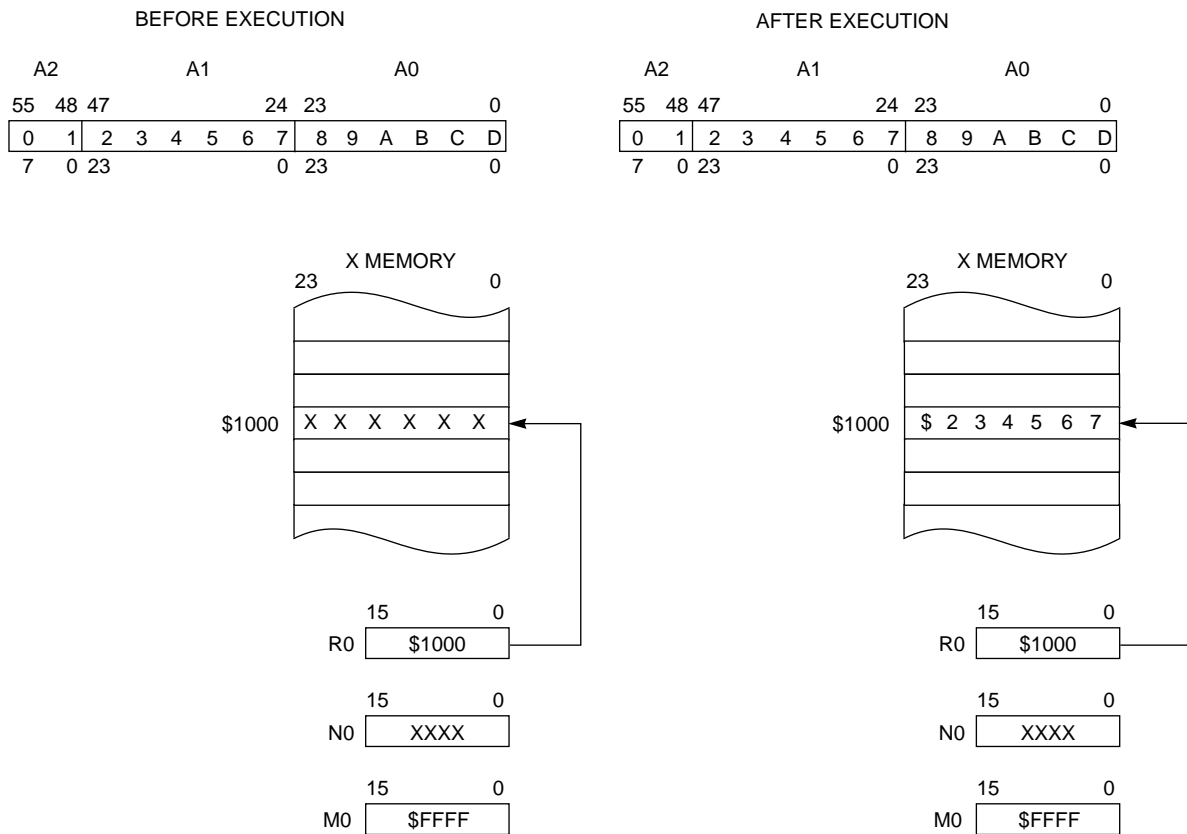 BEFORE EXECUTION
A2 A1 A0
55 48 47 24 23 0
0 1 2 3 4 5 6 7 8 9 A B C D
7 0 23 0 23 0
X MEMORY
23 0
$1000 X X X X X X
15 0
R0 $1000
15 0
N0 XXXX
15 0
M0 $FFFF
AFTER EXECUTION
A2 A1 A0
55 48 47 24 23 0
0 1 2 3 4 5 6 7 8 9 A B C D
7 0 23 0 23 0
X MEMORY
23 0
$1000 $ 2 3 4 5 6 7
15 0
R0 $1000
15 0
N0 XXXX
15 0
M0 $FFFF